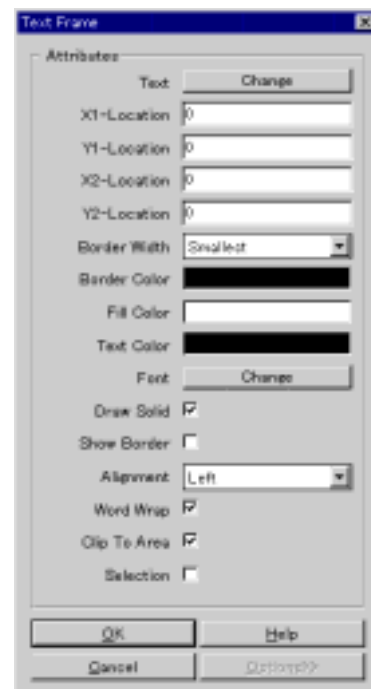 Text Frame
Attributes
Text Change
X1-Location 0
Y1-Location 0
X2-Location 0
Y2-Location 0
Border Width Smallest
Border Color
Fill Color
Text Color
Font Change
Draw Solid
Show Border
Alignment Left
Word Wrap
Clip To Area
Selection
OK Help
Cancel Options>>